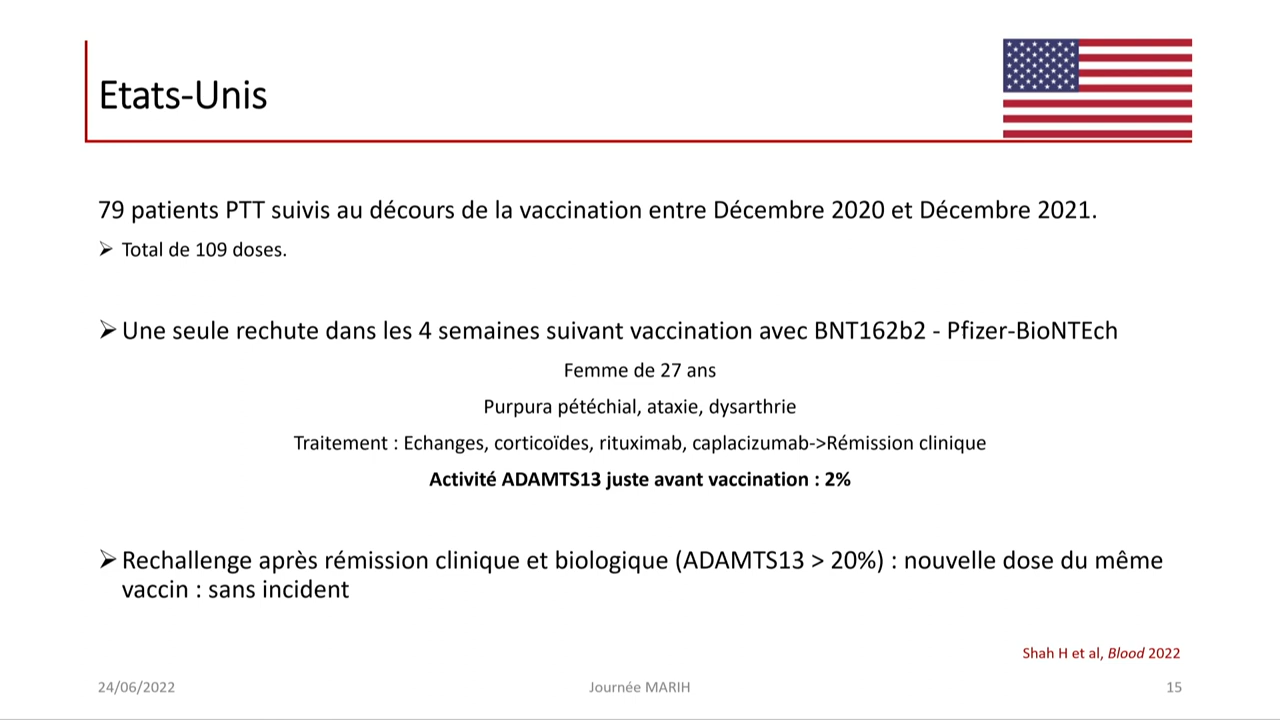 Etats-Unis
79 patients PTT suivis au décours de la vaccination entre Décembre 2020 et Décembre 2021.
➢ Total de 109 doses.
➢ Une seule rechute dans les 4 semaines suivant vaccination avec BNT162b2 - Pfizer-BioNTEch
Femme de 27 ans
Purpura pétéchial, ataxie, dysarthrie
Traitement : Echanges, corticoïdes, rituximab, caplacizumab->Rémission clinique
Activité ADAMTS13 juste avant vaccination : 2%
➢ Rechallenge après rémission clinique et biologique (ADAMTS13 > 20%) : nouvelle dose du même
vaccin : sans incident
Shah H et al, Blood 2022
24/06/2022
Journée MARIH
15